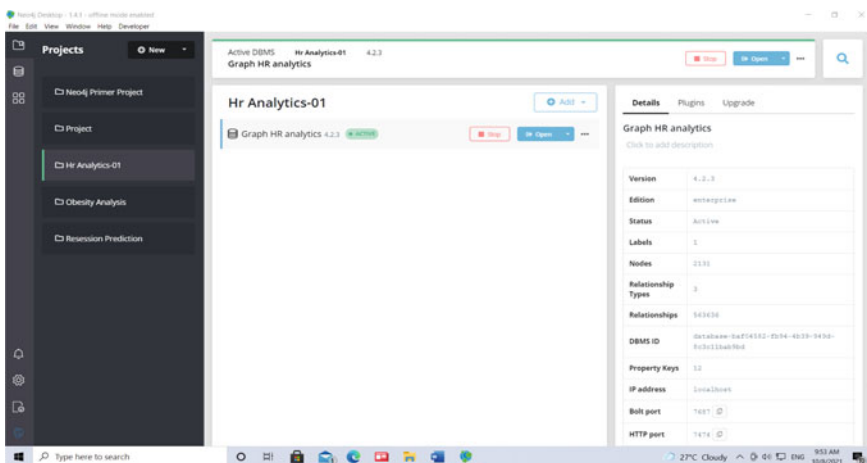 Neo4j Desktop - 1.4.1 - offline mode enabled
File Edit View Window Help Developer
Projects
New
Neo4j Primer Project
Project
Hr Analytics-01
Obesity Analysis
Resession Prediction
Active DBMS Hr Analytics-01 4.2.3
Graph HR analytics
Stop
Open
Hr Analytics-01
Add
Graph HR analytics 4.2.3 ACTIVE
Stop
Open
Details Plugins Upgrade
Graph HR analytics
Click to add description
Version 4.2.3
Edition enterprise
Status Active
Labels 1
Nodes 2131
Relationship Types 3
Relationships
DBMS ID
Property Keys 12
IP address localhost
Bolt port 7687
HTTP port 7474
Type here to search
27°C Cloudy
ENG
9:53 AM